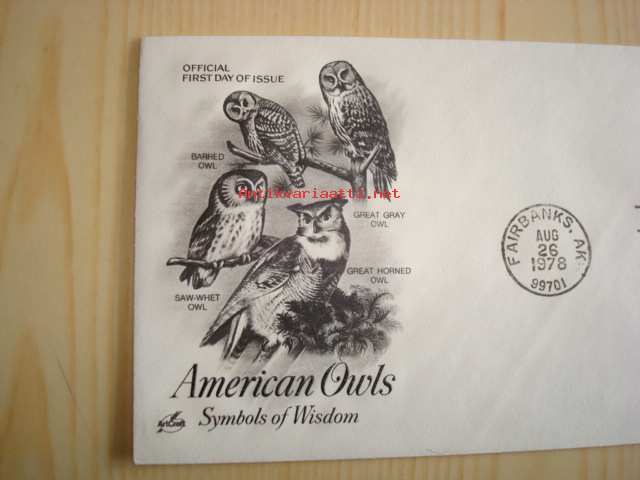 OFFICIAL
FIRST DAY OF ISSUE
BARRED
OWL
Antikvariaatti.net
GREAT GRAY
OWL
GREAT HORNED
OWL
SAW-WHET
OWL
American Owls
Symbols of Wisdom
ArtCraft
FAIRBANKS, AK
AUG
26
1978
99701